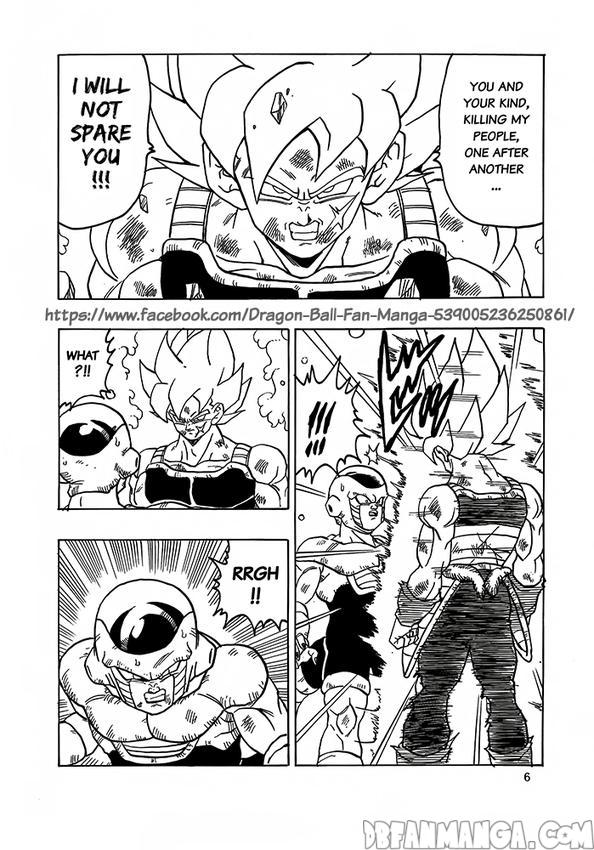 I WILL
NOT
SPARE
YOU
!!!
YOU AND
YOUR KIND,
KILLING MY
PEOPLE,
ONE AFTER
ANOTHER
...
https://www.facebook.com/Dragon-Ball-Fan-Manga-539005236250861/
WHAT
?!!
!!!
RRGH
!!
6
DBFANMANGA.COM